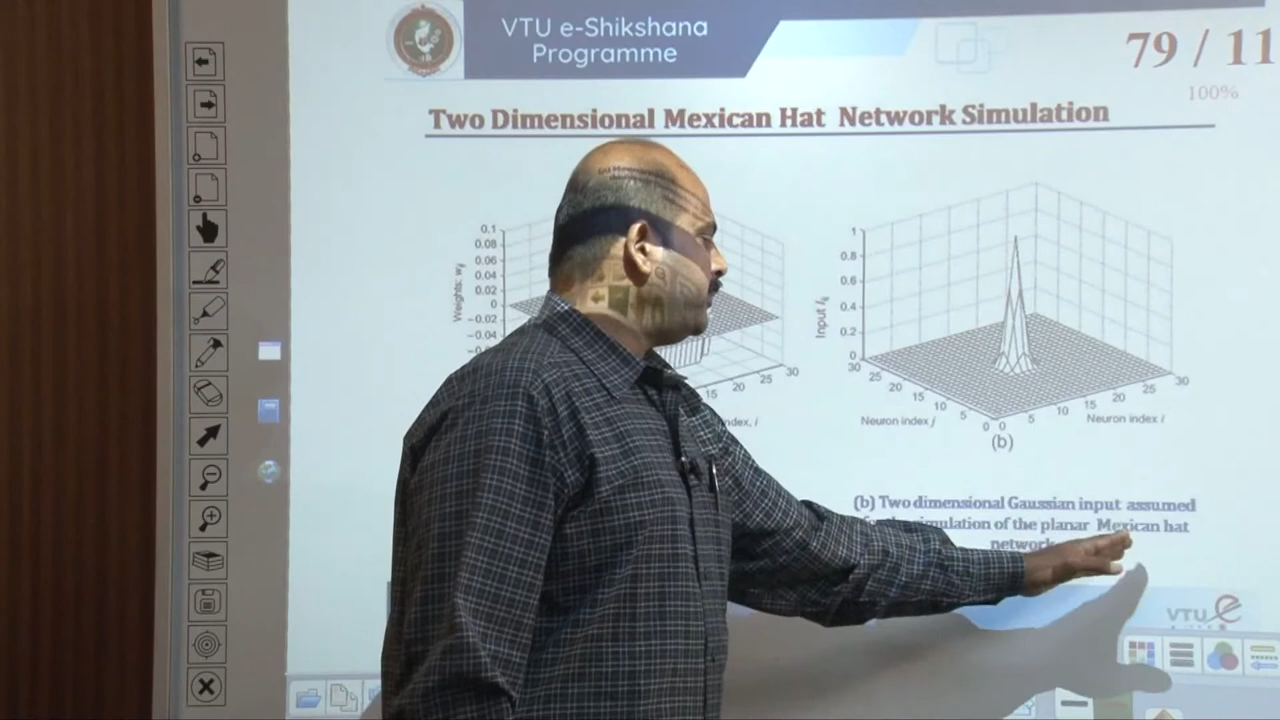 VTU e-Shikshana
Programme
79 / 11
100%
Two Dimensional Mexican Hat Network Simulation
0.1
0.08
0.06
0.04
0.02
0
−0.02
−0.04
Weights:
15
20
25
30
1
0.8
0.6
0.4
0.2
0
Input
30
25
20
15
10
5
0
0
5
10
15
20
25
30
Neuron index j
Neuron index i
(b)
(b) Two dimensional Gaussian input assumed
simulation of the planar Mexican hat
network
VTU e